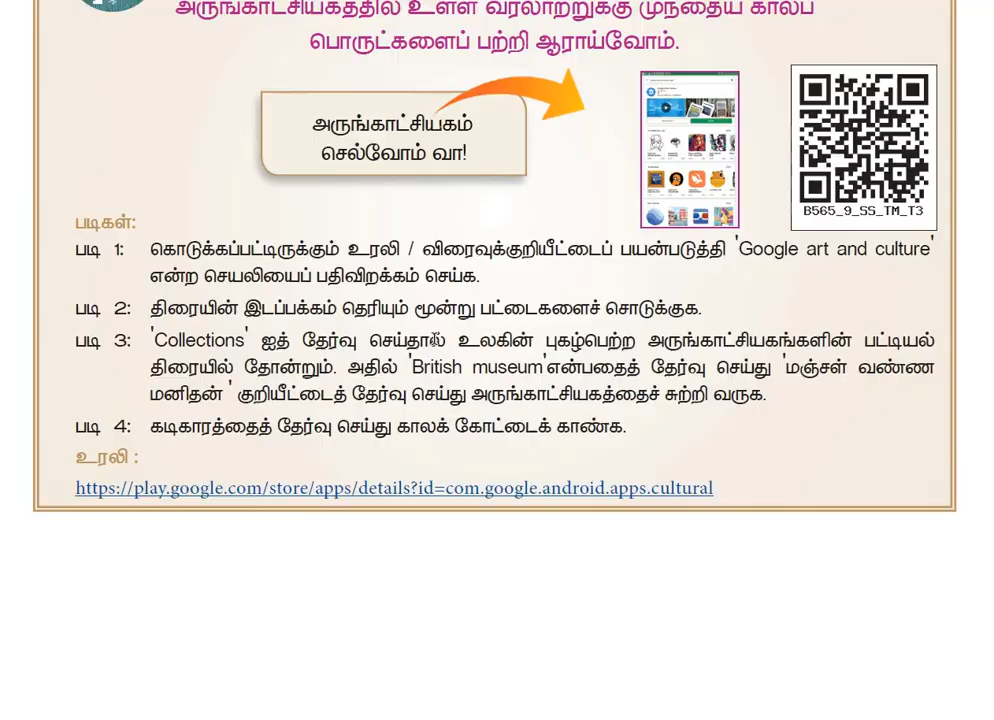 அருங்காட்சியகத்தில் உள்ள வரலாற்றுக்கு முந்தைய காலப்
பொருட்களைப் பற்றி ஆராய்வோம்.
அருங்காட்சியகம்
செல்வோம் வா!
B565_9_SS_TM_T3
படிகள்:
படி 1: கொடுக்கப்பட்டிருக்கும் உரலி / விரைவுக்குறியீட்டைப் பயன்படுத்தி 'Google art and culture'
என்ற செயலியைப் பதிவிறக்கம் செய்க.
படி 2: திரையின் இடப்பக்கம் தெரியும் மூன்று பட்டைகளைச் சொடுக்குக.
படி 3: 'Collections' ஐத் தேர்வு செய்தால் உலகின் புகழ்பெற்ற அருங்காட்சியகங்களின் பட்டியல்
திரையில் தோன்றும். அதில் 'British museum'என்பதைத் தேர்வு செய்து 'மஞ்சள் வண்ண
மனிதன் ' குறியீட்டைத் தேர்வு செய்து அருங்காட்சியகத்தைச் சுற்றி வருக.
படி 4: கடிகாரத்தைத் தேர்வு செய்து காலக் கோட்டைக் காண்க.
உரலி :
https://play.google.com/store/apps/details?id=com.google.android.apps.cultural